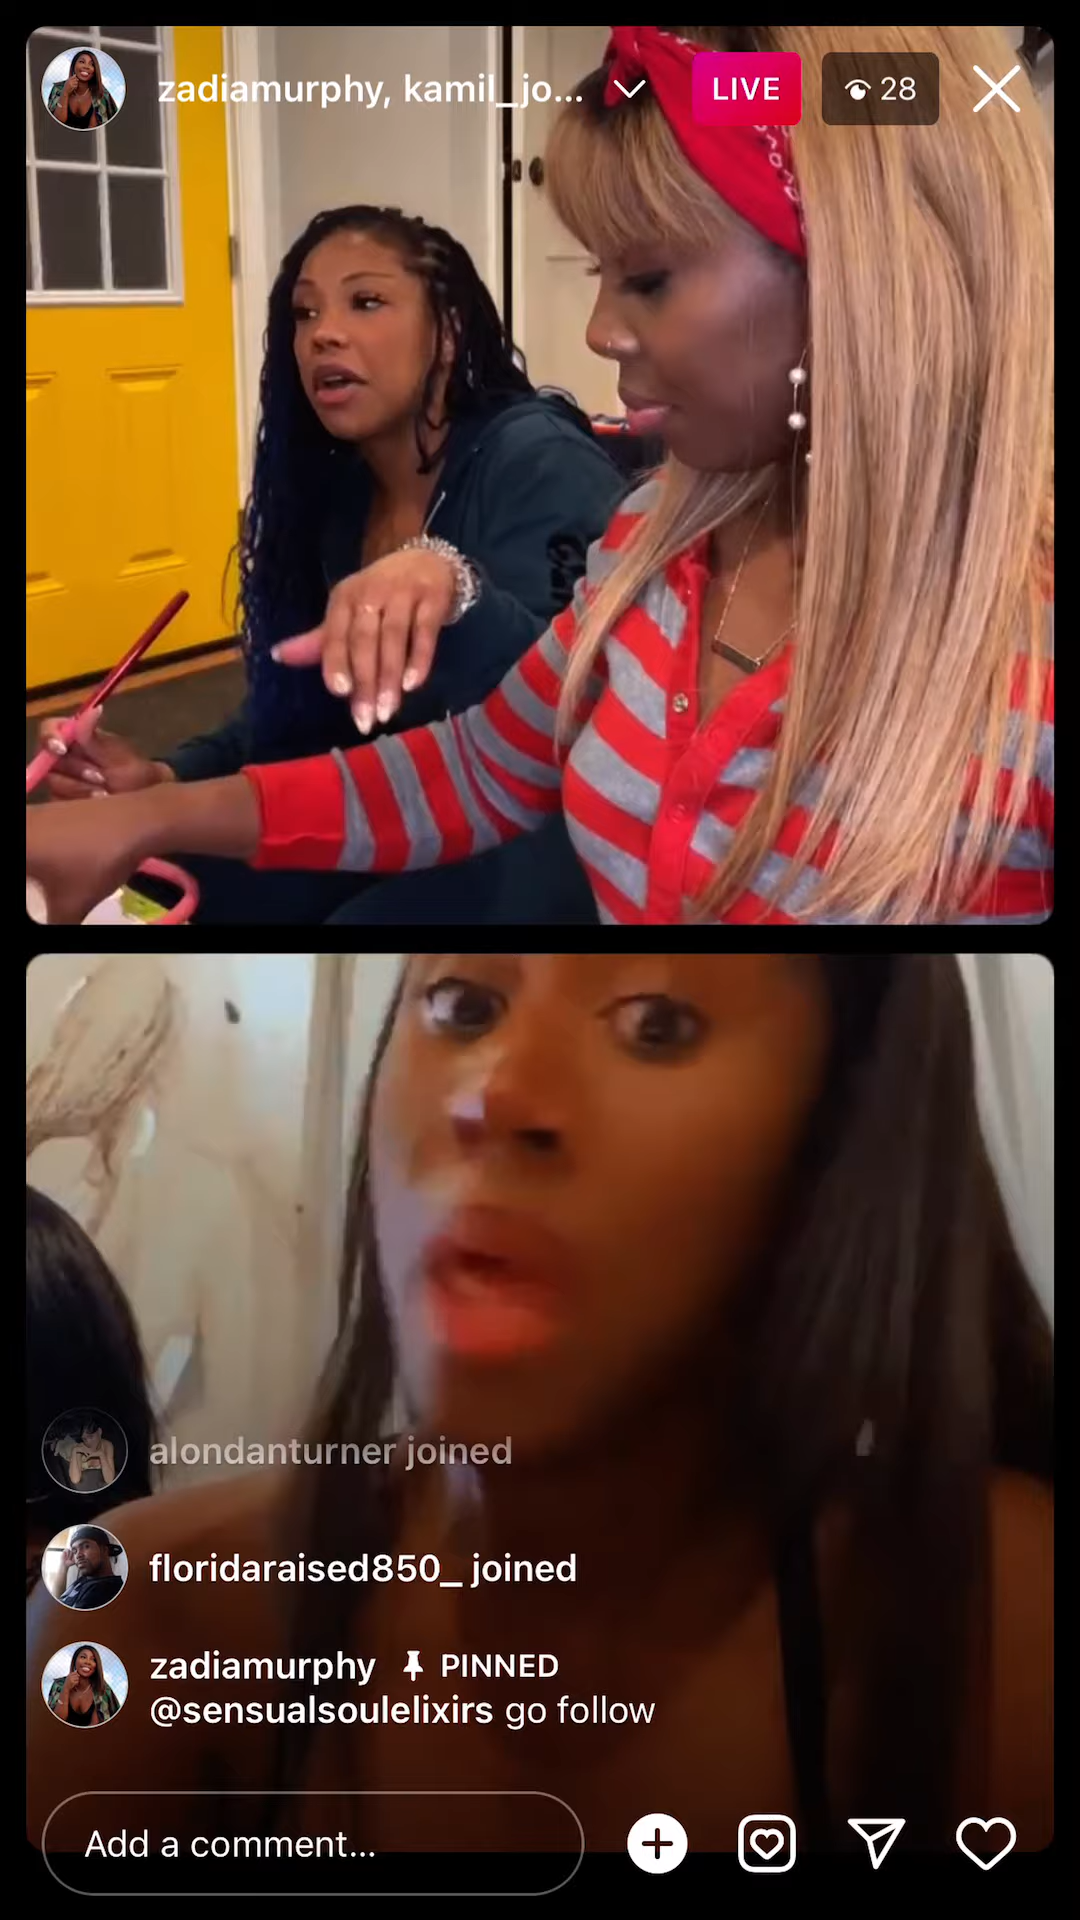 zadiamurphy, kamil_jo...
LIVE
28
alondanturner joined
floridaraised850_ joined
zadiamurphy PINNED
@sensualsoulelixirs go follow
Add a comment...